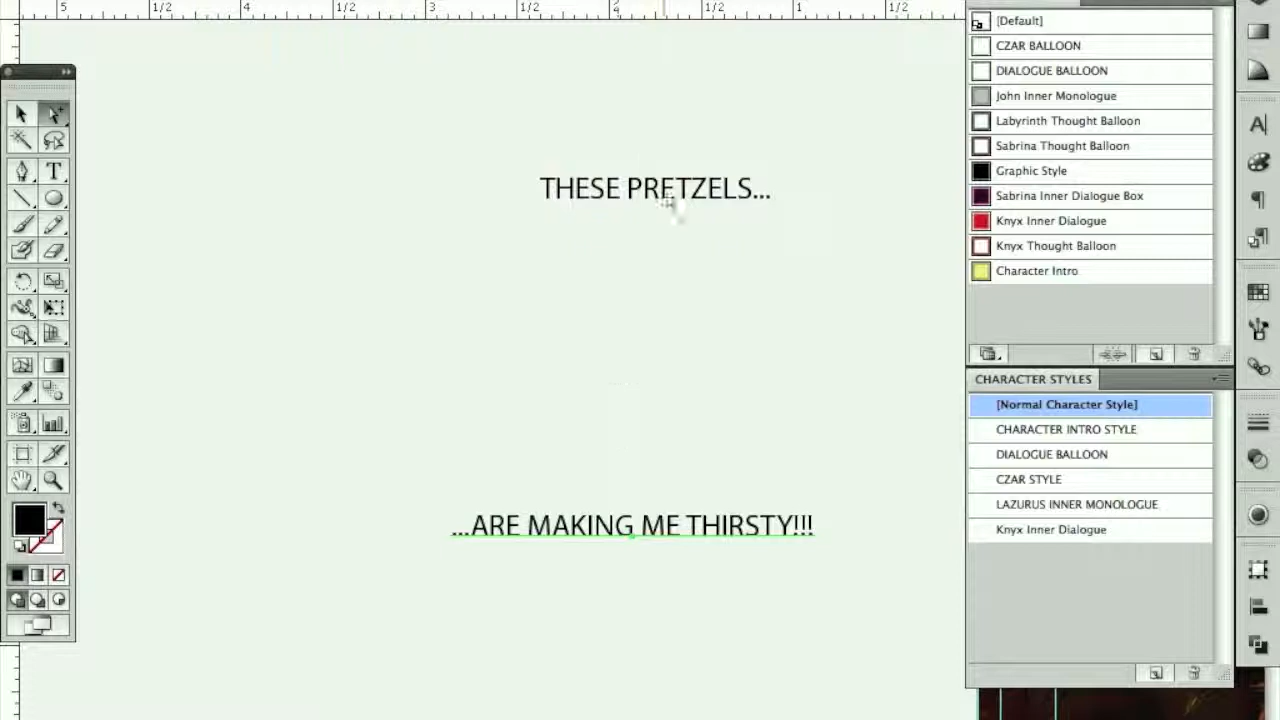 5 1/2 4 1/2 3 1/2 2 1/2 1 1/2
[Default]
CZAR BALLOON
DIALOGUE BALLOON
John Inner Monologue
Labyrinth Thought Balloon
Sabrina Thought Balloon
Graphic Style
Sabrina Inner Dialogue Box
Knyx Inner Dialogue
Knyx Thought Balloon
Character Intro
THESE PRETZELS...
...ARE MAKING ME THIRSTY!!!
CHARACTER STYLES
[Normal Character Style]
CHARACTER INTRO STYLE
DIALOGUE BALLOON
CZAR STYLE
LAZURUS INNER MONOLOGUE
Knyx Inner Dialogue